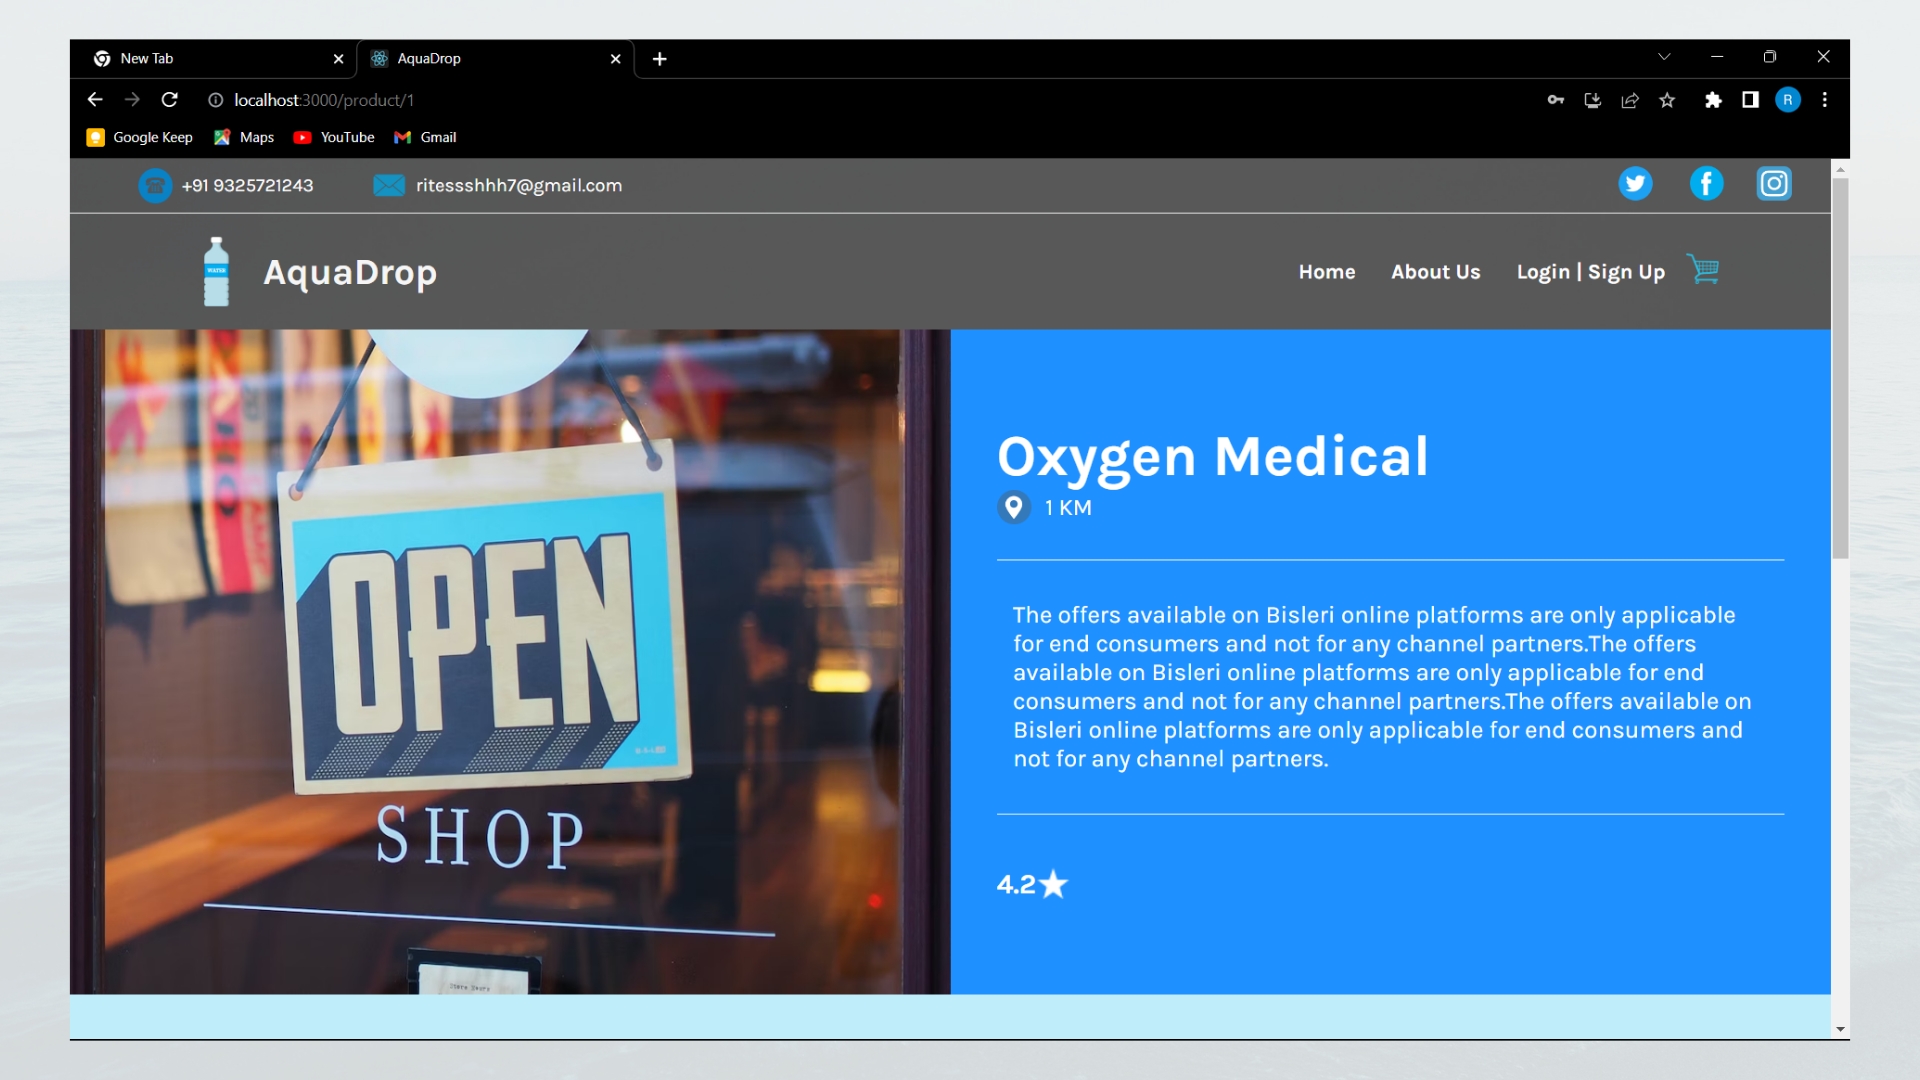 New Tab
AquaDrop
localhost:3000/product/1
R
Google Keep
Maps
YouTube
Gmail
+91 9325721243
ritessshhh7@gmail.com
WATER
AquaDrop
Home
About Us
Login | Sign Up
OPEN
SHOP
Oxygen Medical
1 KM
The offers available on Bisleri online platforms are only applicable
for end consumers and not for any channel partners.The offers
available on Bisleri online platforms are only applicable for end
consumers and not for any channel partners.The offers available on
Bisleri online platforms are only applicable for end consumers and
not for any channel partners.
4.2